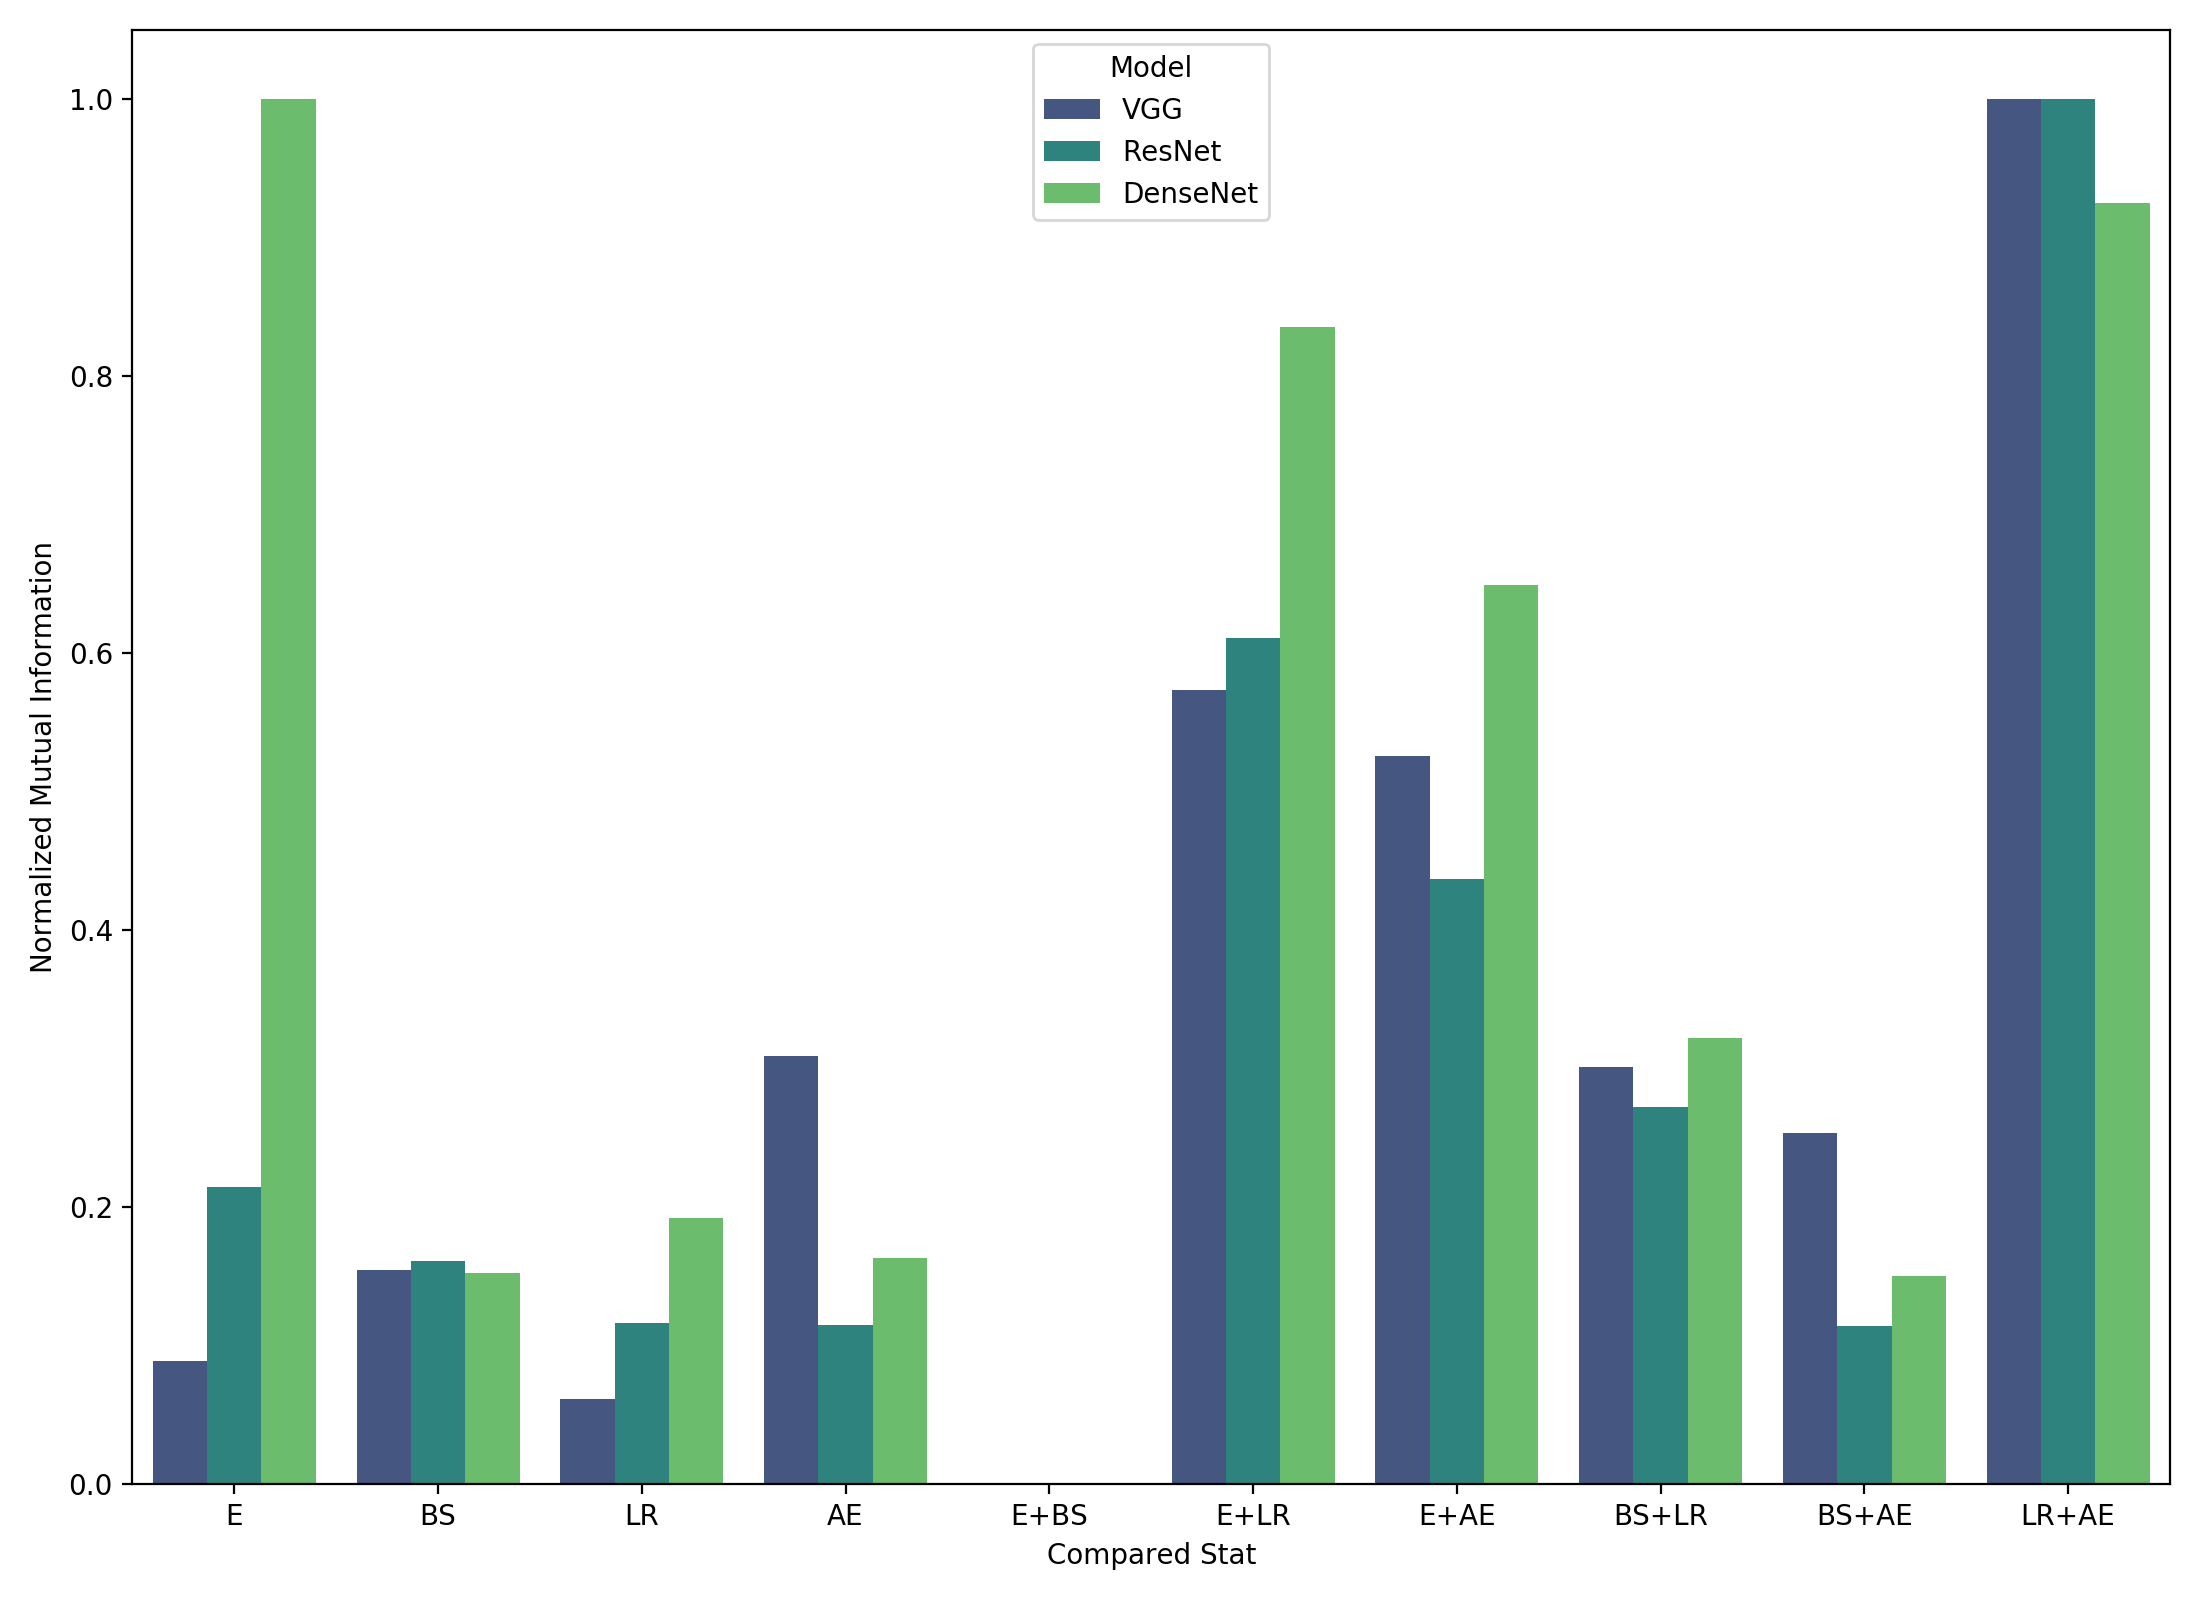 Model
VGG
ResNet
DenseNet
1.0
0.8
0.6
0.4
0.2
0.0
Normalized Mutual Information
E BS LR AE E+BS E+LR E+AE BS+LR BS+AE LR+AE
Compared Stat